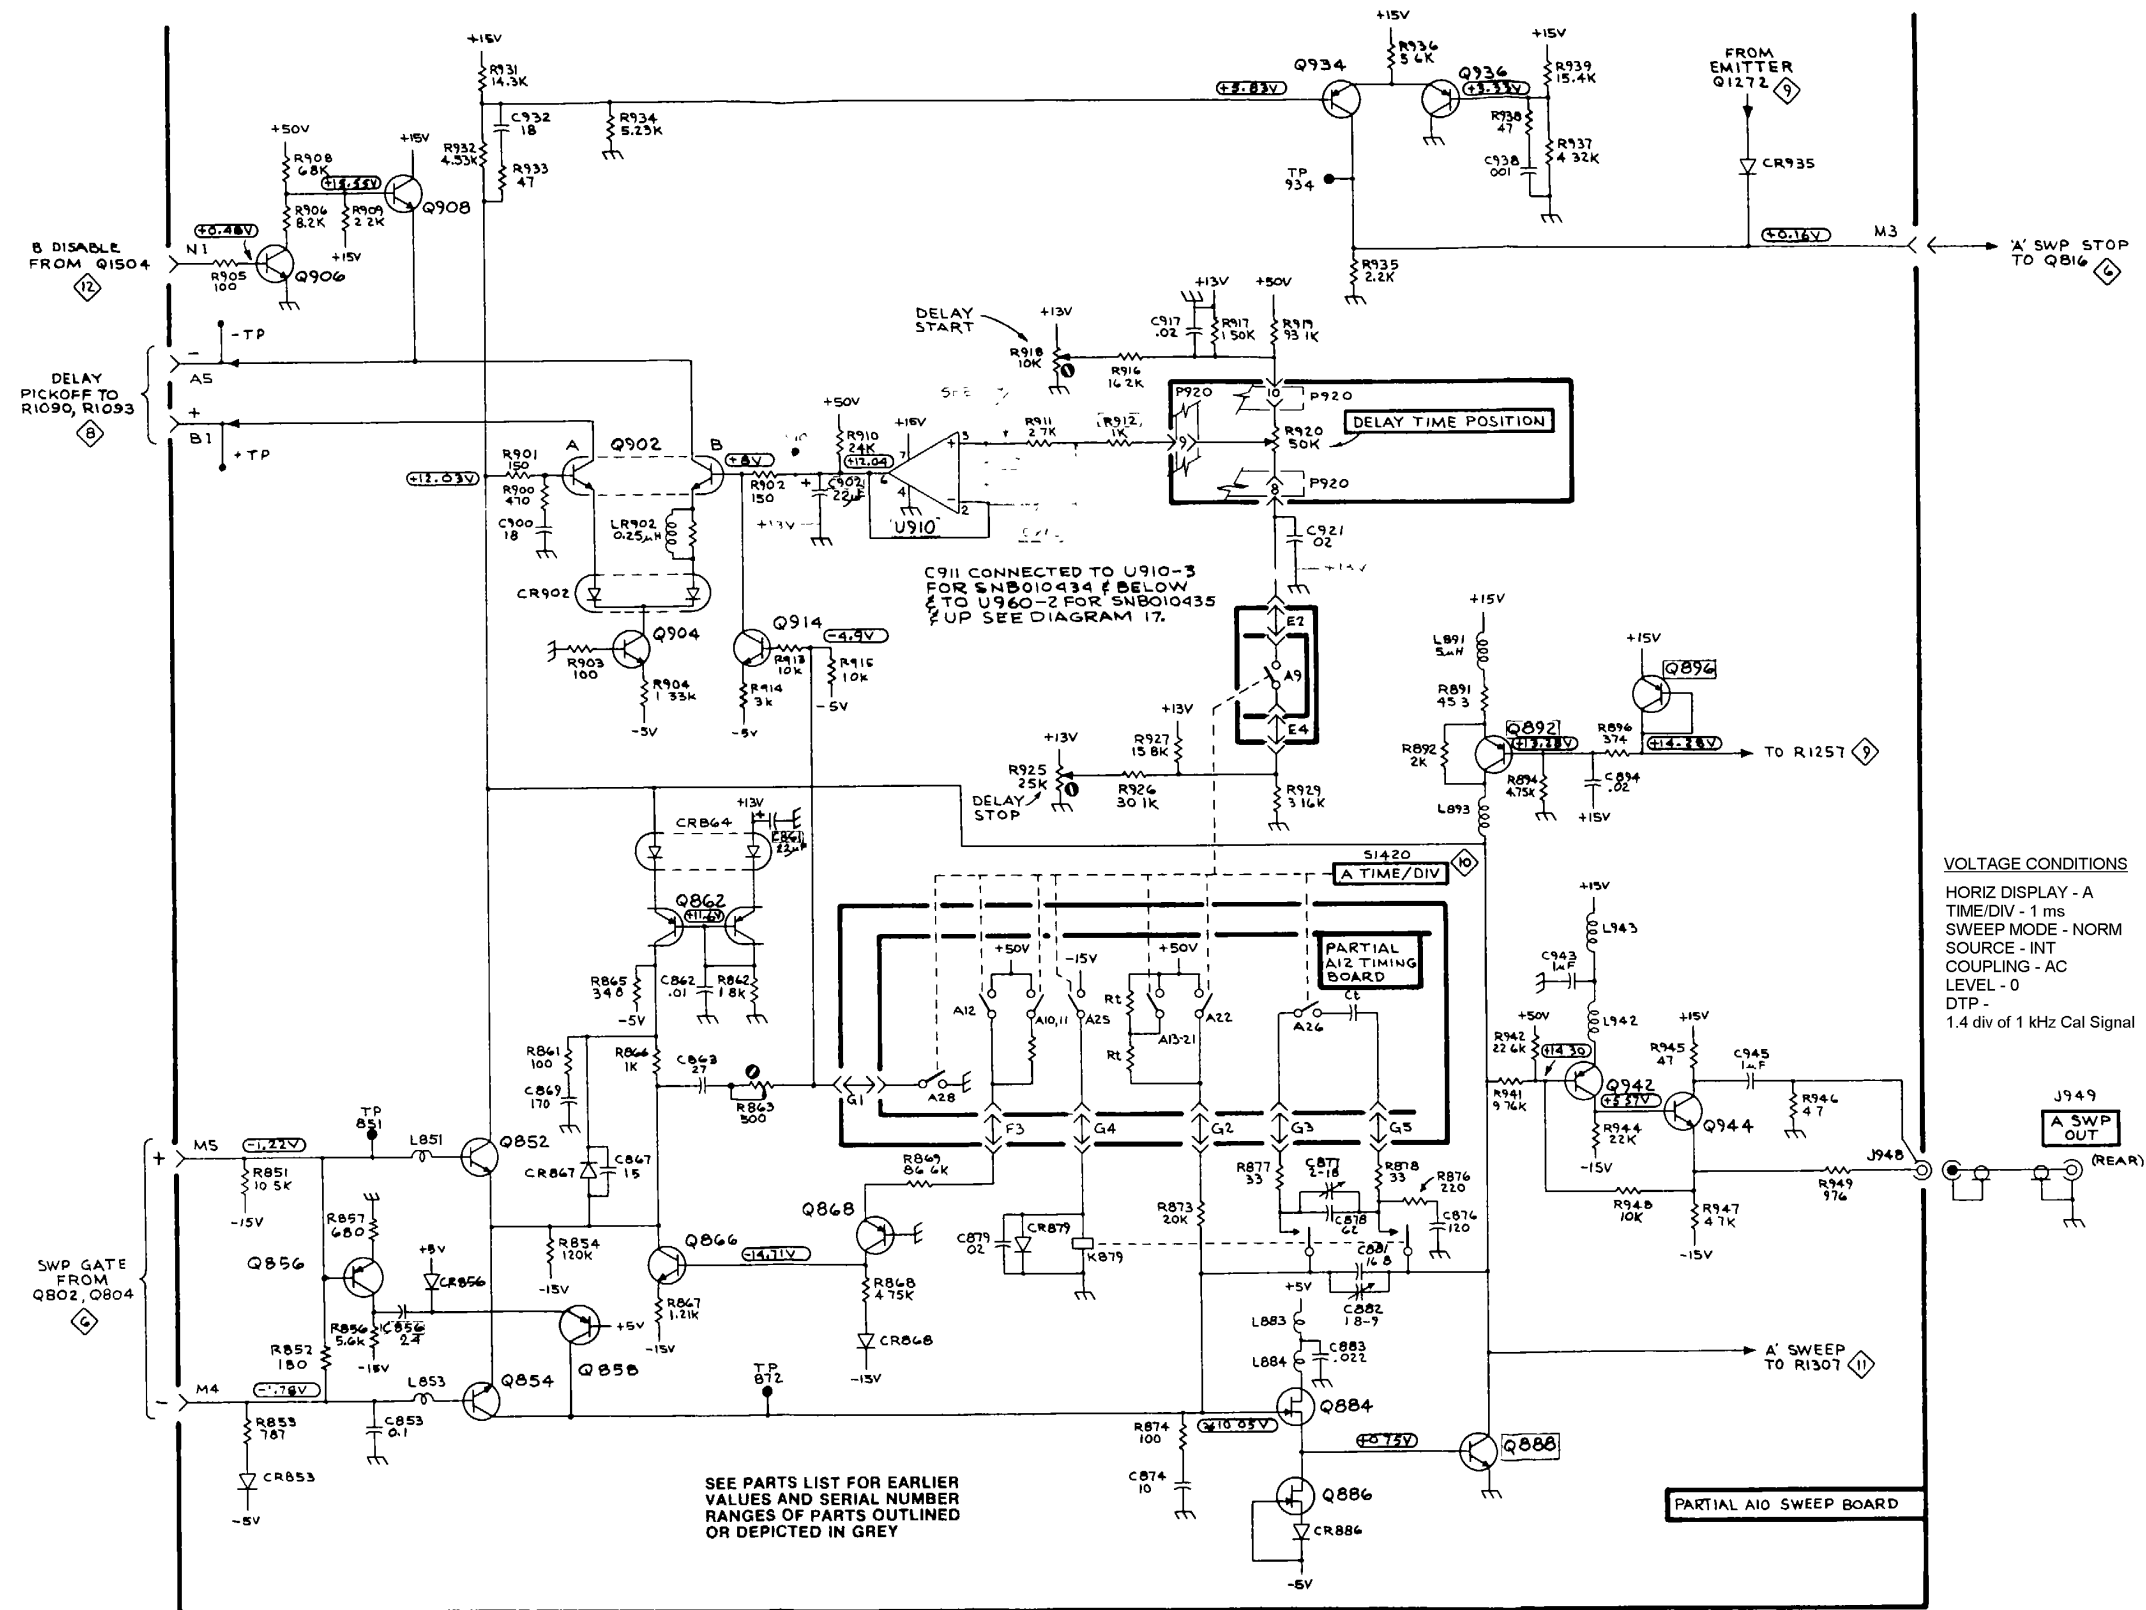 +15V
R936
5.6K
+15V
R939
15.4K
Q934
Q936
+5.83V
+3.33V
R938
47
R937
4.32K
C938
.001
TP
934
R935
2.2K
FROM
EMITTER
Q1272
9
CR935
+0.16V
M3
'A' SWP STOP
TO Q816
6
+15V
R931
14.3K
C932
18
R934
5.23K
R932
4.53K
R933
47
+50V
R908
68K
+15.55V
+15V
Q908
R906
8.2K
R909
2.2K
+15V
B DISABLE
FROM Q1504
12
N1
+0.48V
R905
100
Q906
-TP
-
A5
DELAY
PICKOFF TO
R1090, R1093
8
+
B1
+TP
DELAY
START
+13V
R918
10K
R916
16.2K
C917
.02
+13V
R917
1.50K
+50V
R919
93.1K
P920
10
P920
9
R920
50K
DELAY TIME POSITION
8
P920
C921
.02
A
Q902
B
+12.03V
R901
150
R900
470
C900
18
LR902
0.25µH
CR902
+8V
R902
150
C902
22µF
+13V
+50V
R910
24K
+12.04
6
+15V
7
4
3
2
+
-
U910
R911
2.7K
R912
1K
C911 CONNECTED TO U910-3
FOR SNB010434 & BELOW
& TO U960-2 FOR SNB010435
& UP SEE DIAGRAM 17.
Q904
R903
100
R904
1.33K
-5V
Q914
-4.9V
R913
10K
R915
10K
-5V
R914
3K
-5V
E2
A9
E4
+13V
R927
15.8K
+13V
R925
25K
DELAY
STOP
R926
30.1K
R929
3.16K
+15V
L891
5µH
R891
45.3
Q892
+13.28V
R892
2K
L893
R894
4.75K
C894
.02
+15V
R896
374
+15V
Q896
+14.28V
TO R1257
9
CR864
+13V
C861
22µF
Q862
+11.6V
R865
348
-5V
C862
.01
R862
1.8K
R861
100
C869
170
R866
1K
C863
27
R863
500
S1420
A TIME/DIV
10
PARTIAL
A12 TIMING
BOARD
+50V
A12
A10,11
-15V
A25
+50V
Rt
Rt
A13-21
A22
A26
Ct
A28
G1
F3
G4
G2
G3
G5
VOLTAGE CONDITIONS
HORIZ DISPLAY - A
TIME/DIV - 1 ms
SWEEP MODE - NORM
SOURCE - INT
COUPLING - AC
LEVEL - 0
DTP -
1.4 div of 1 kHz Cal Signal
+15V
L943
C943
1µF
L942
+50V
R942
22.6K
+14.30
R941
9.76K
Q942
+5.37V
R944
22K
-15V
+15V
R945
47
C945
1µF
R946
47
Q944
R948
10K
R947
4.7K
-15V
R949
976
J948
J949
A SWP
OUT
(REAR)
TP
851
M5
-1.22V
+
L851
Q852
R851
10.5K
-15V
CR867
C867
15
R857
680
Q856
+5V
CR856
R854
120K
-15V
C856
24
R856
5.6K
-15V
+5V
Q858
SWP GATE
FROM
Q802, Q804
6
R852
180
M4
-1.78V
-
L853
Q854
R853
787
C853
0.1
CR853
-5V
Q866
-14.71V
R867
1.21K
-15V
Q868
R869
86.6K
R868
4.75K
CR868
-15V
TP
872
C879
.02
CR879
K879
R873
20K
R877
33
C877
2-18
C878
62
R878
33
R876
220
C876
120
C881
16.8
C882
1.8-9
+5V
L883
L884
C883
.022
Q884
+10.05V
R874
100
C874
10
+0.75V
Q888
Q886
CR886
-5V
'A' SWEEP
TO R1307
11
SEE PARTS LIST FOR EARLIER
VALUES AND SERIAL NUMBER
RANGES OF PARTS OUTLINED
OR DEPICTED IN GREY
PARTIAL A10 SWEEP BOARD